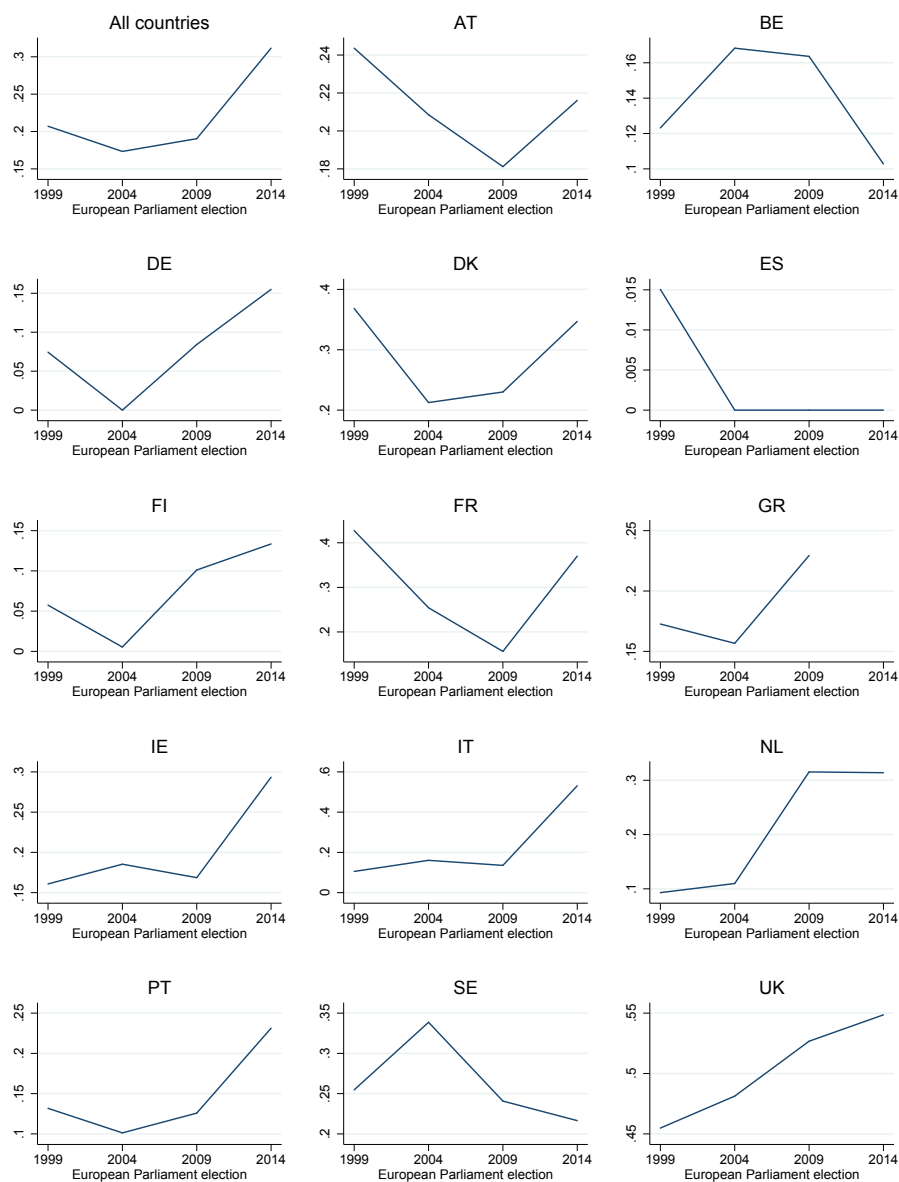 All countries
.3
.25
.2
.15
1999 2004 2009 2014
European Parliament election
AT
.24
.22
.2
.18
1999 2004 2009 2014
European Parliament election
BE
.16
.14
.12
.1
1999 2004 2009 2014
European Parliament election
DE
.15
.1
.05
0
1999 2004 2009 2014
European Parliament election
DK
.4
.3
.2
1999 2004 2009 2014
European Parliament election
ES
.015
.01
.005
0
1999 2004 2009 2014
European Parliament election
FI
.15
.1
.05
0
1999 2004 2009 2014
European Parliament election
FR
.4
.3
.2
1999 2004 2009 2014
European Parliament election
GR
.25
.2
.15
1999 2004 2009 2014
European Parliament election
IE
.3
.25
.2
.15
1999 2004 2009 2014
European Parliament election
IT
.6
.4
.2
0
1999 2004 2009 2014
European Parliament election
NL
.3
.2
.1
1999 2004 2009 2014
European Parliament election
PT
.25
.2
.15
.1
1999 2004 2009 2014
European Parliament election
SE
.35
.3
.25
.2
1999 2004 2009 2014
European Parliament election
UK
.55
.5
.45
1999 2004 2009 2014
European Parliament election